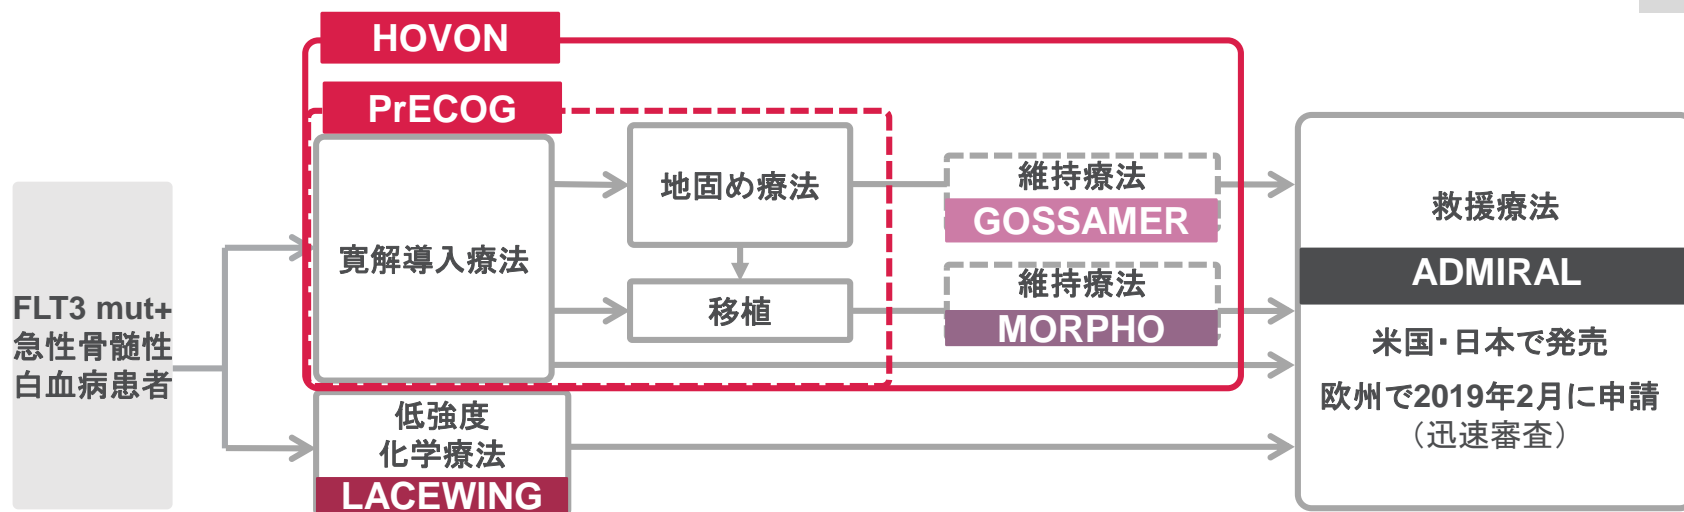 HOVON
PrECOG
FLT3 mut+
急性骨髄性
白血病患者
寛解導入療法
地固め療法
移植
維持療法
GOSSAMER
維持療法
MORPHO
低強度
化学療法
LACEWING
救援療法
ADMIRAL
米国・日本で発売
欧州で2019年2月に申請
（迅速審査）